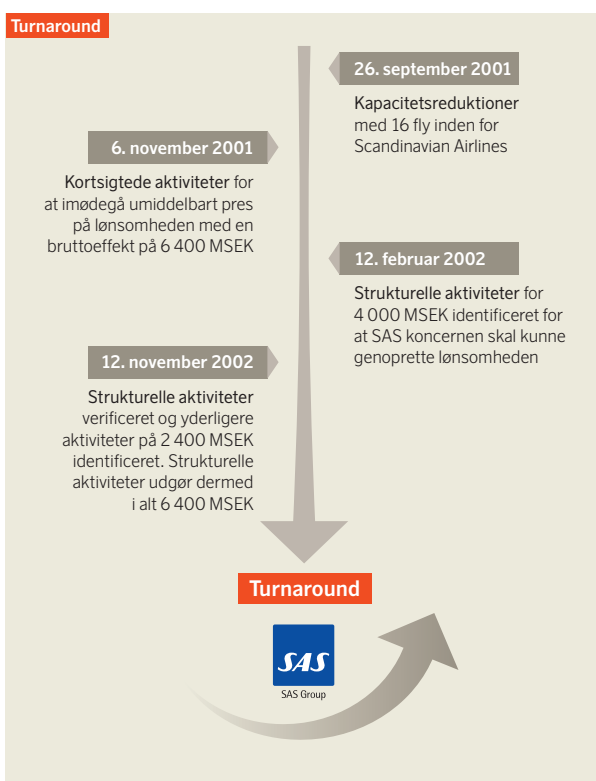 Turnaround
26. september 2001
Kapacitetsreduktioner
med 16 fly inden for
Scandinavian Airlines
6. november 2001
Kortsigtede aktiviteter for
at imødegå umiddelbart pres
på lønsomheden med en
bruttoeffekt på 6 400 MSEK
12. februar 2002
Strukturelle aktiviteter for
4 000 MSEK identificeret for
at SAS koncernen skal kunne
genoprette lønsomheden
12. november 2002
Strukturelle aktiviteter
verificeret og yderligere
aktiviteter på 2 400 MSEK
identificeret. Strukturelle
aktiviteter udgør dermed
i alt 6 400 MSEK
Turnaround
SAS
SAS Group